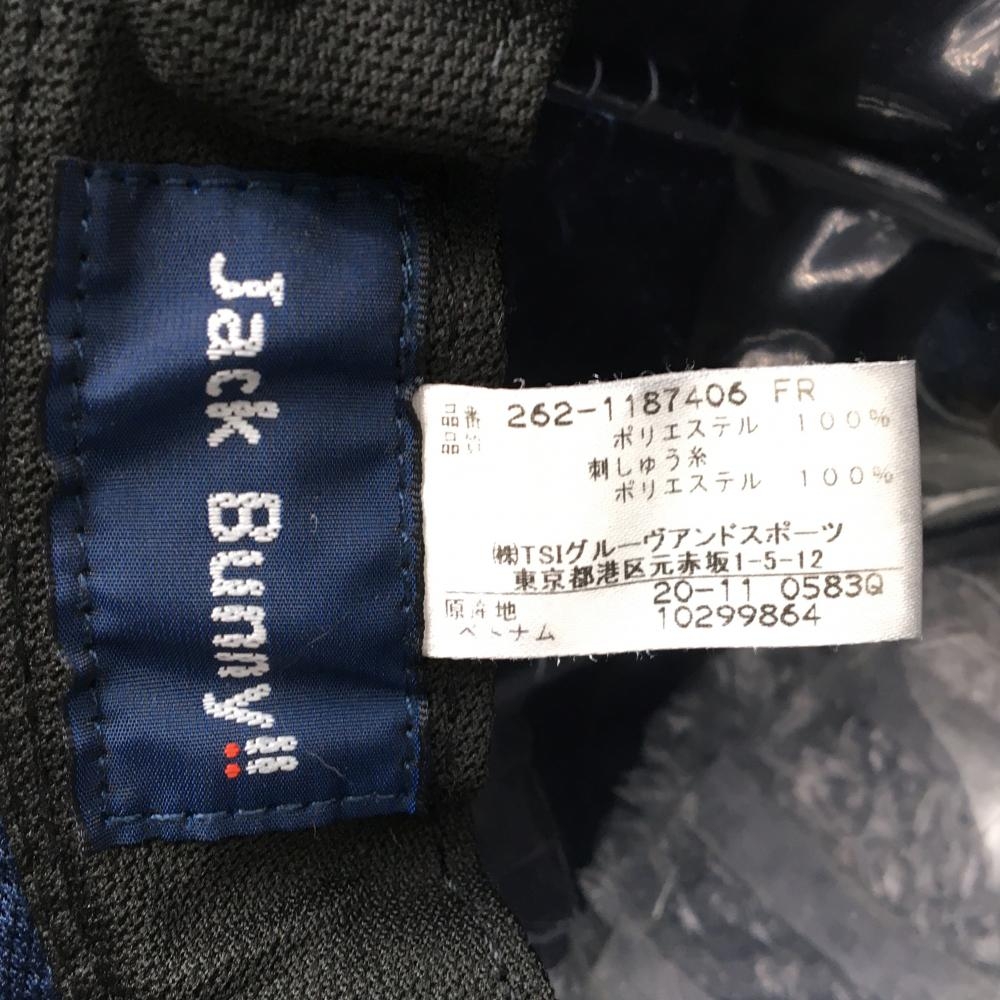 Jack Bunny!!
品番 262-1187406 FR
品質 ポリエステル 100%
刺しゅう糸
ポリエステル 100%
㈱TSIグルーヴアンドスポーツ
東京都港区元赤坂1-5-12
20-11 0583Q
原産地 10299864
ベトナム